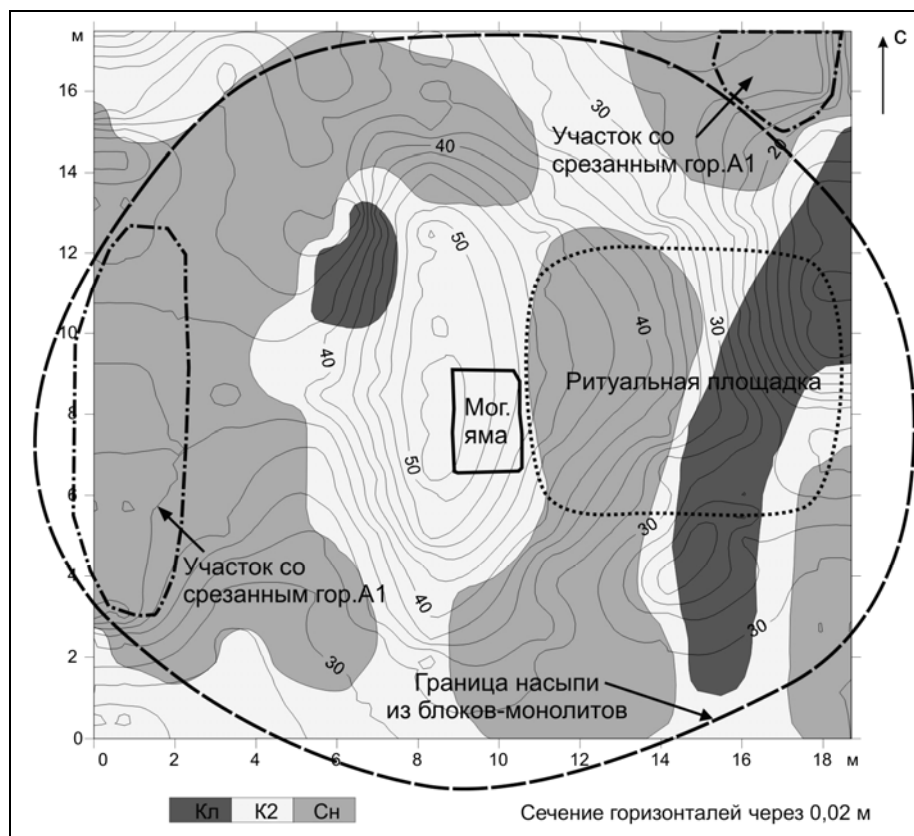 м
С
16
14
12
10
8
6
4
2
0
30
40
20
Участок со
срезанным гор.А1
50
40
40
30
Ритуальная площадка
Мог.
яма
50
30
Участок со
срезанным гор.А1
40
30
30
Граница насыпи
из блоков-монолитов
0 2 4 6 8 10 12 14 16 18 м
Кл К2 Сн
Сечение горизонталей через 0,02 м